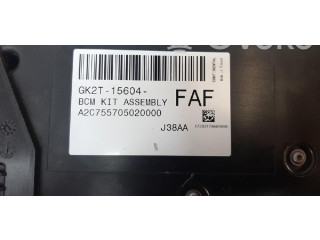 GK2T-15604-
BCM KIT ASSEMBLY
FAF
A2C755705020000
J38AA